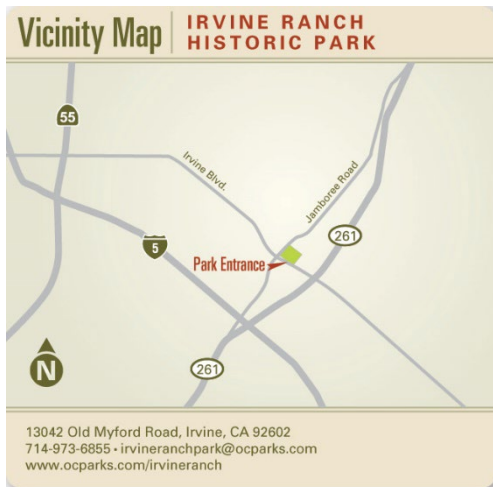 Vicinity Map
IRVINE RANCH
HISTORIC PARK
55
Irvine Blvd.
Jamboree Road
261
5
Park Entrance
N
261
13042 Old Myford Road, Irvine, CA 92602
714-973-6855 • irvineranchpark@ocparks.com
www.ocparks.com/irvineranch